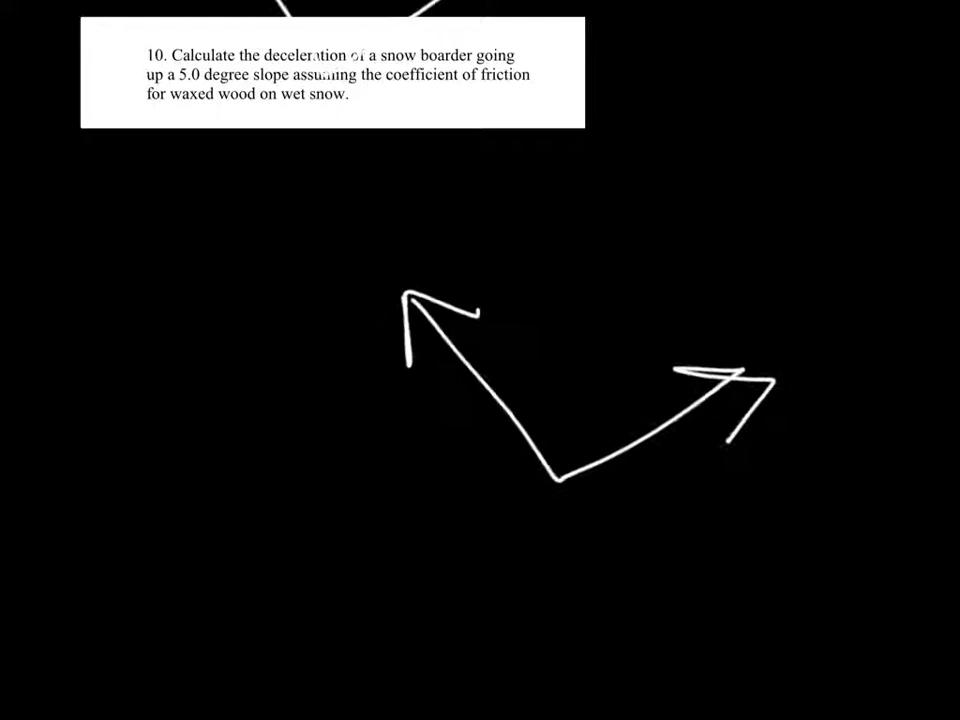 10. Calculate the deceleration of a snow boarder going
up a 5.0 degree slope assuming the coefficient of friction
for waxed wood on wet snow.